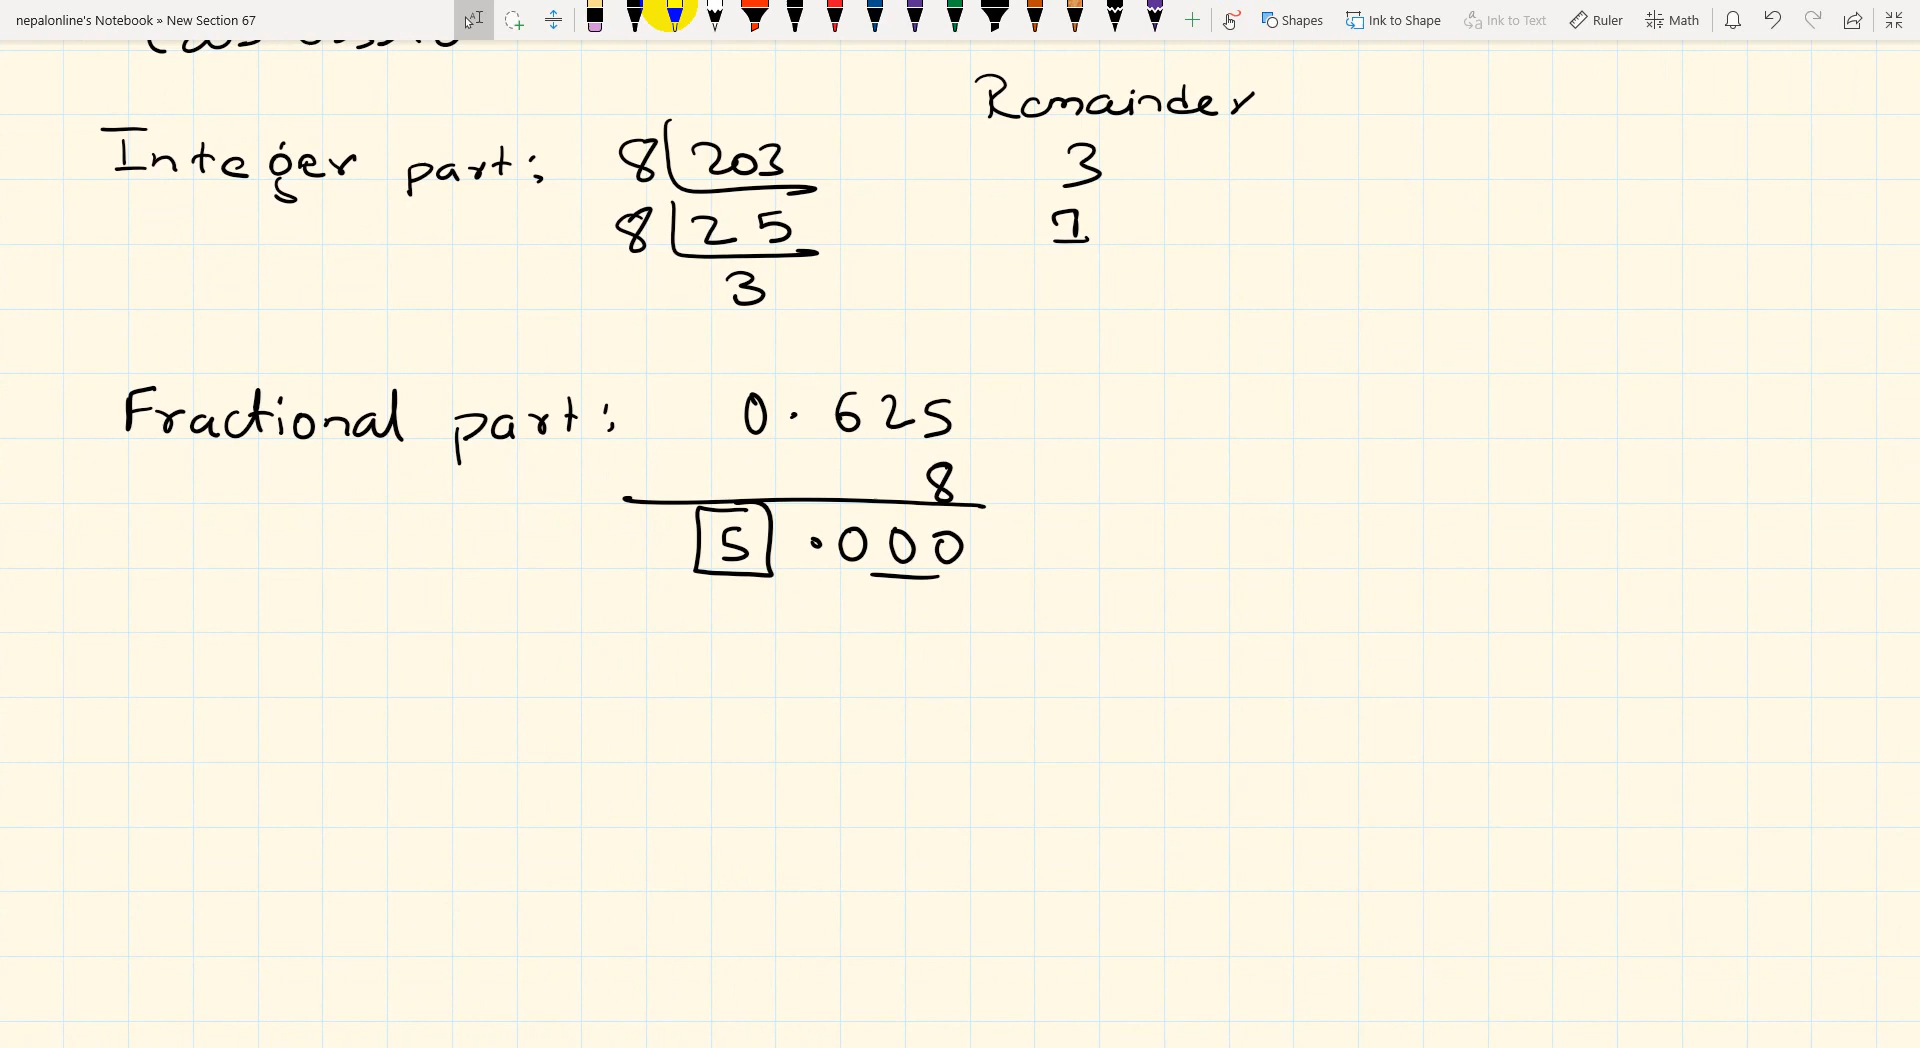 nepalonline's Notebook » New Section 67
Shapes Ink to Shape Ink to Text Ruler Math
Remainder
Integer part: 8 203 3
8 25 1
3
Fractional part: 0.625
8
5 .000